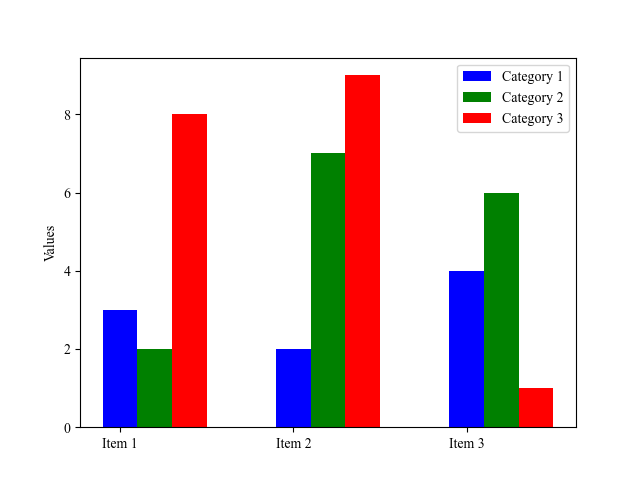 Category 1
Category 2
Category 3
8
6
4
2
0
Values
Item 1 Item 2 Item 3